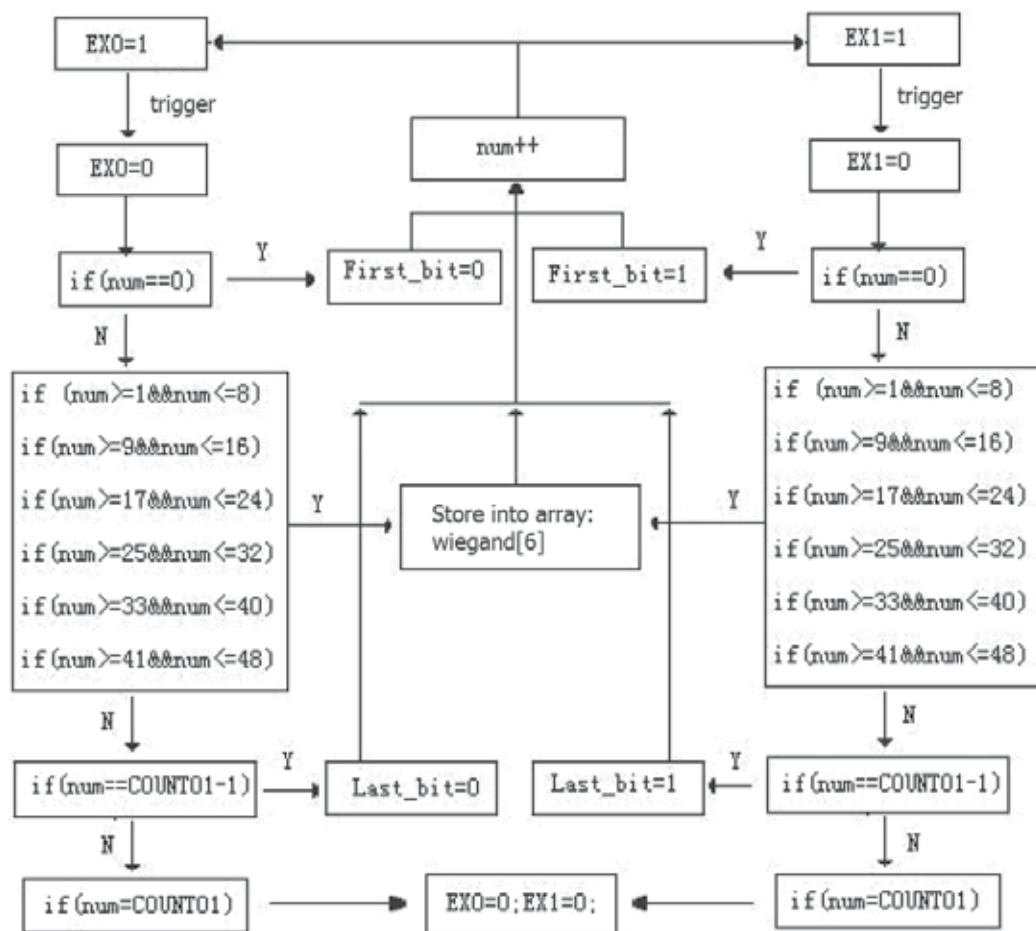 EX0=1
EX1=1
trigger
trigger
num++
EX0=0
EX1=0
Y
Y
if(num==0)
First_bit=0
First_bit=1
if(num==0)
N
N
if (num>=1&&num<=8)
if(num>=9&&num<=16)
if(num>=17&&num<=24)
if(num>=25&&num<=32)
if(num>=33&&num<=40)
if(num>=41&&num<=48)
Y
Store into array:
wiegand[6]
Y
if (num>=1&&num<=8)
if(num>=9&&num<=16)
if(num>=17&&num<=24)
if(num>=25&&num<=32)
if(num>=33&&num<=40)
if(num>=41&&num<=48)
N
N
Y
Y
if(num==COUNT01-1)
Last_bit=0
Last_bit=1
if(num==COUNT01-1)
N
N
if(num=COUNT01)
EX0=0;EX1=0;
if(num=COUNT01)